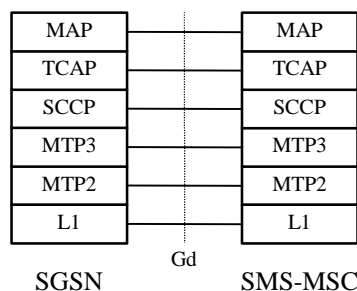 MAP MAP
TCAP TCAP
SCCP SCCP
MTP3 MTP3
MTP2 MTP2
L1 L1
Gd
SGSN SMS-MSC